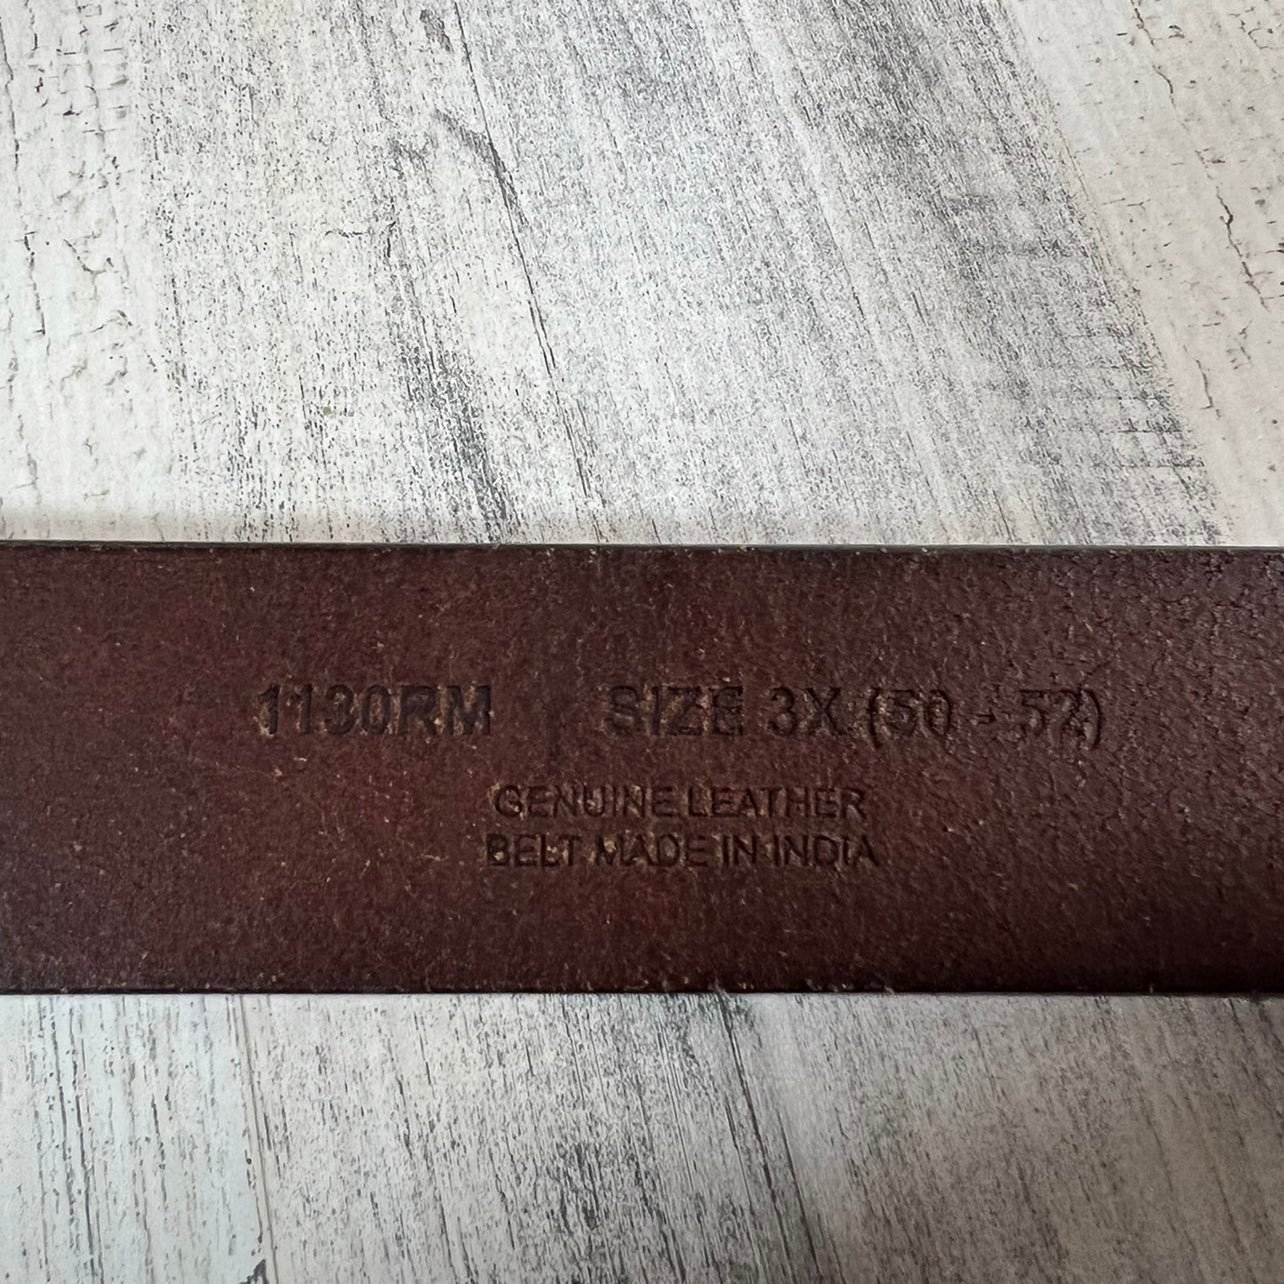 1130RM SIZE 3X (50 - 52)
GENUINE LEATHER
BELT MADE IN INDIA